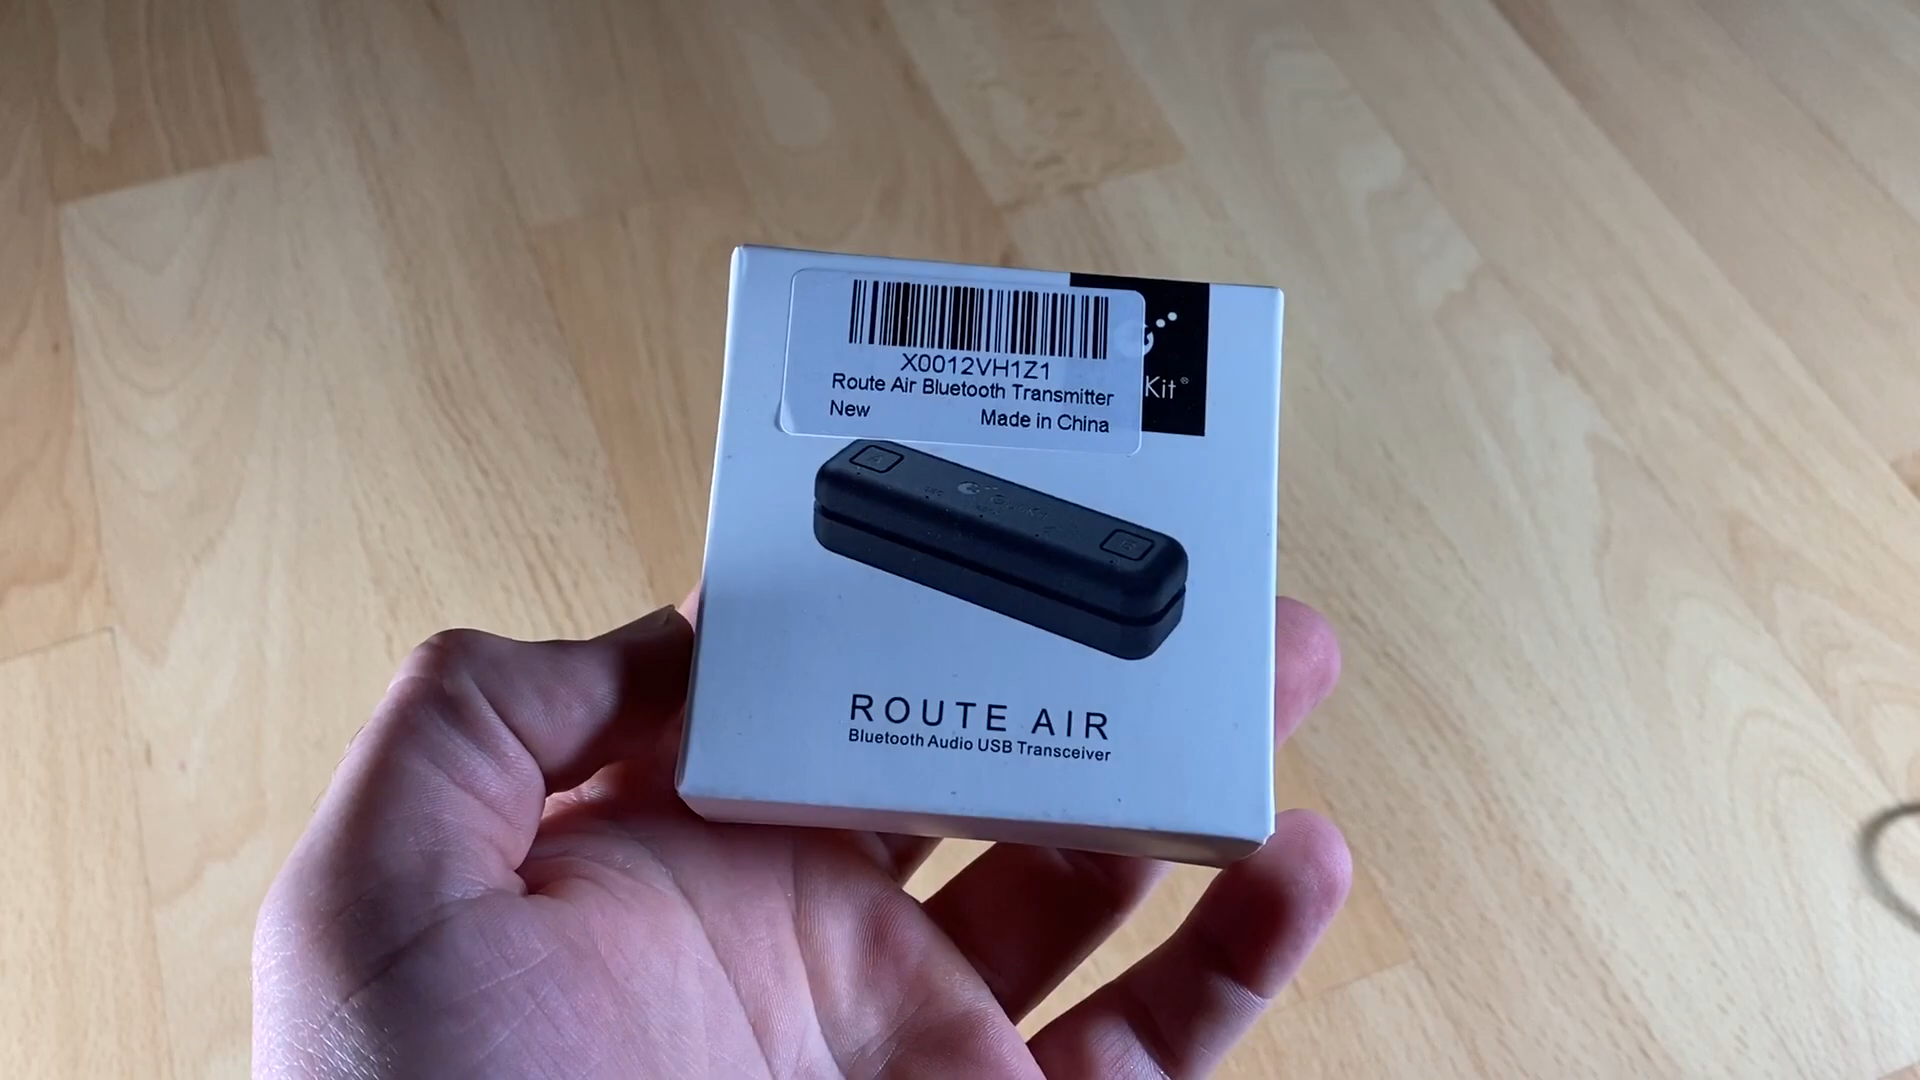 X0012VH1Z1
Route Air Bluetooth Transmitter
New Made in China
Kit®
A
B
ROUTE AIR
Bluetooth Audio USB Transceiver